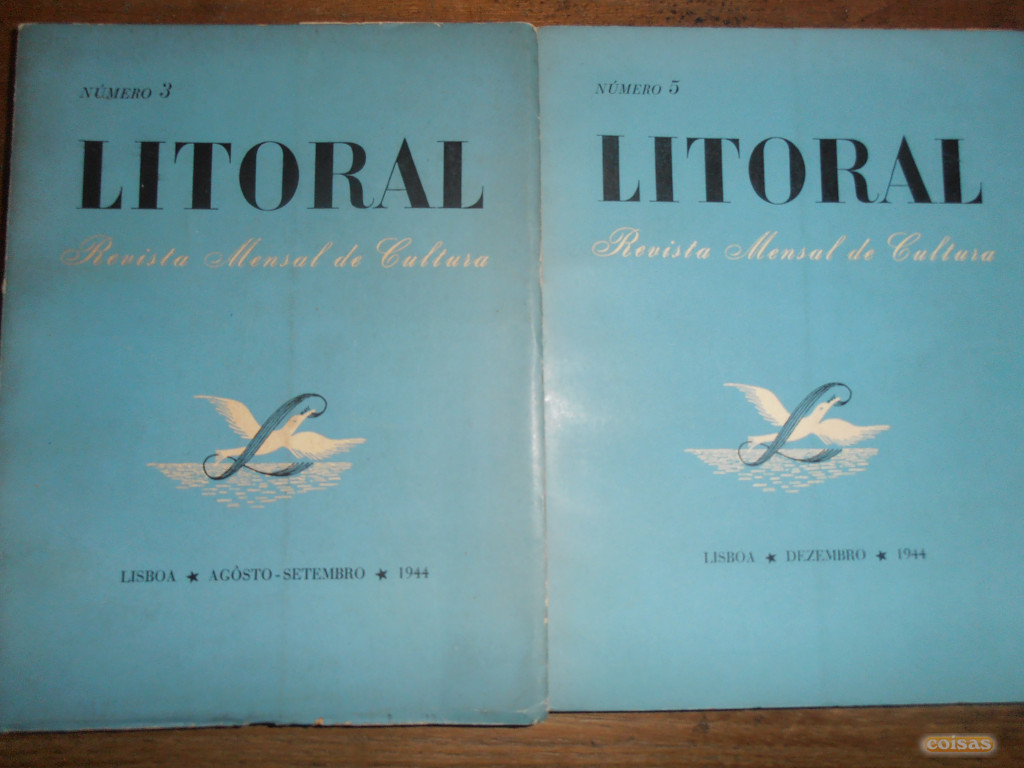 NÚMERO 3
LITORAL
Revista Mensal de Cultura
L
LISBOA ★ AGÔSTO-SETEMBRO ★ 1944
NÚMERO 5
LITORAL
Revista Mensal de Cultura
L
LISBOA ★ DEZEMBRO ★ 1944
coisas